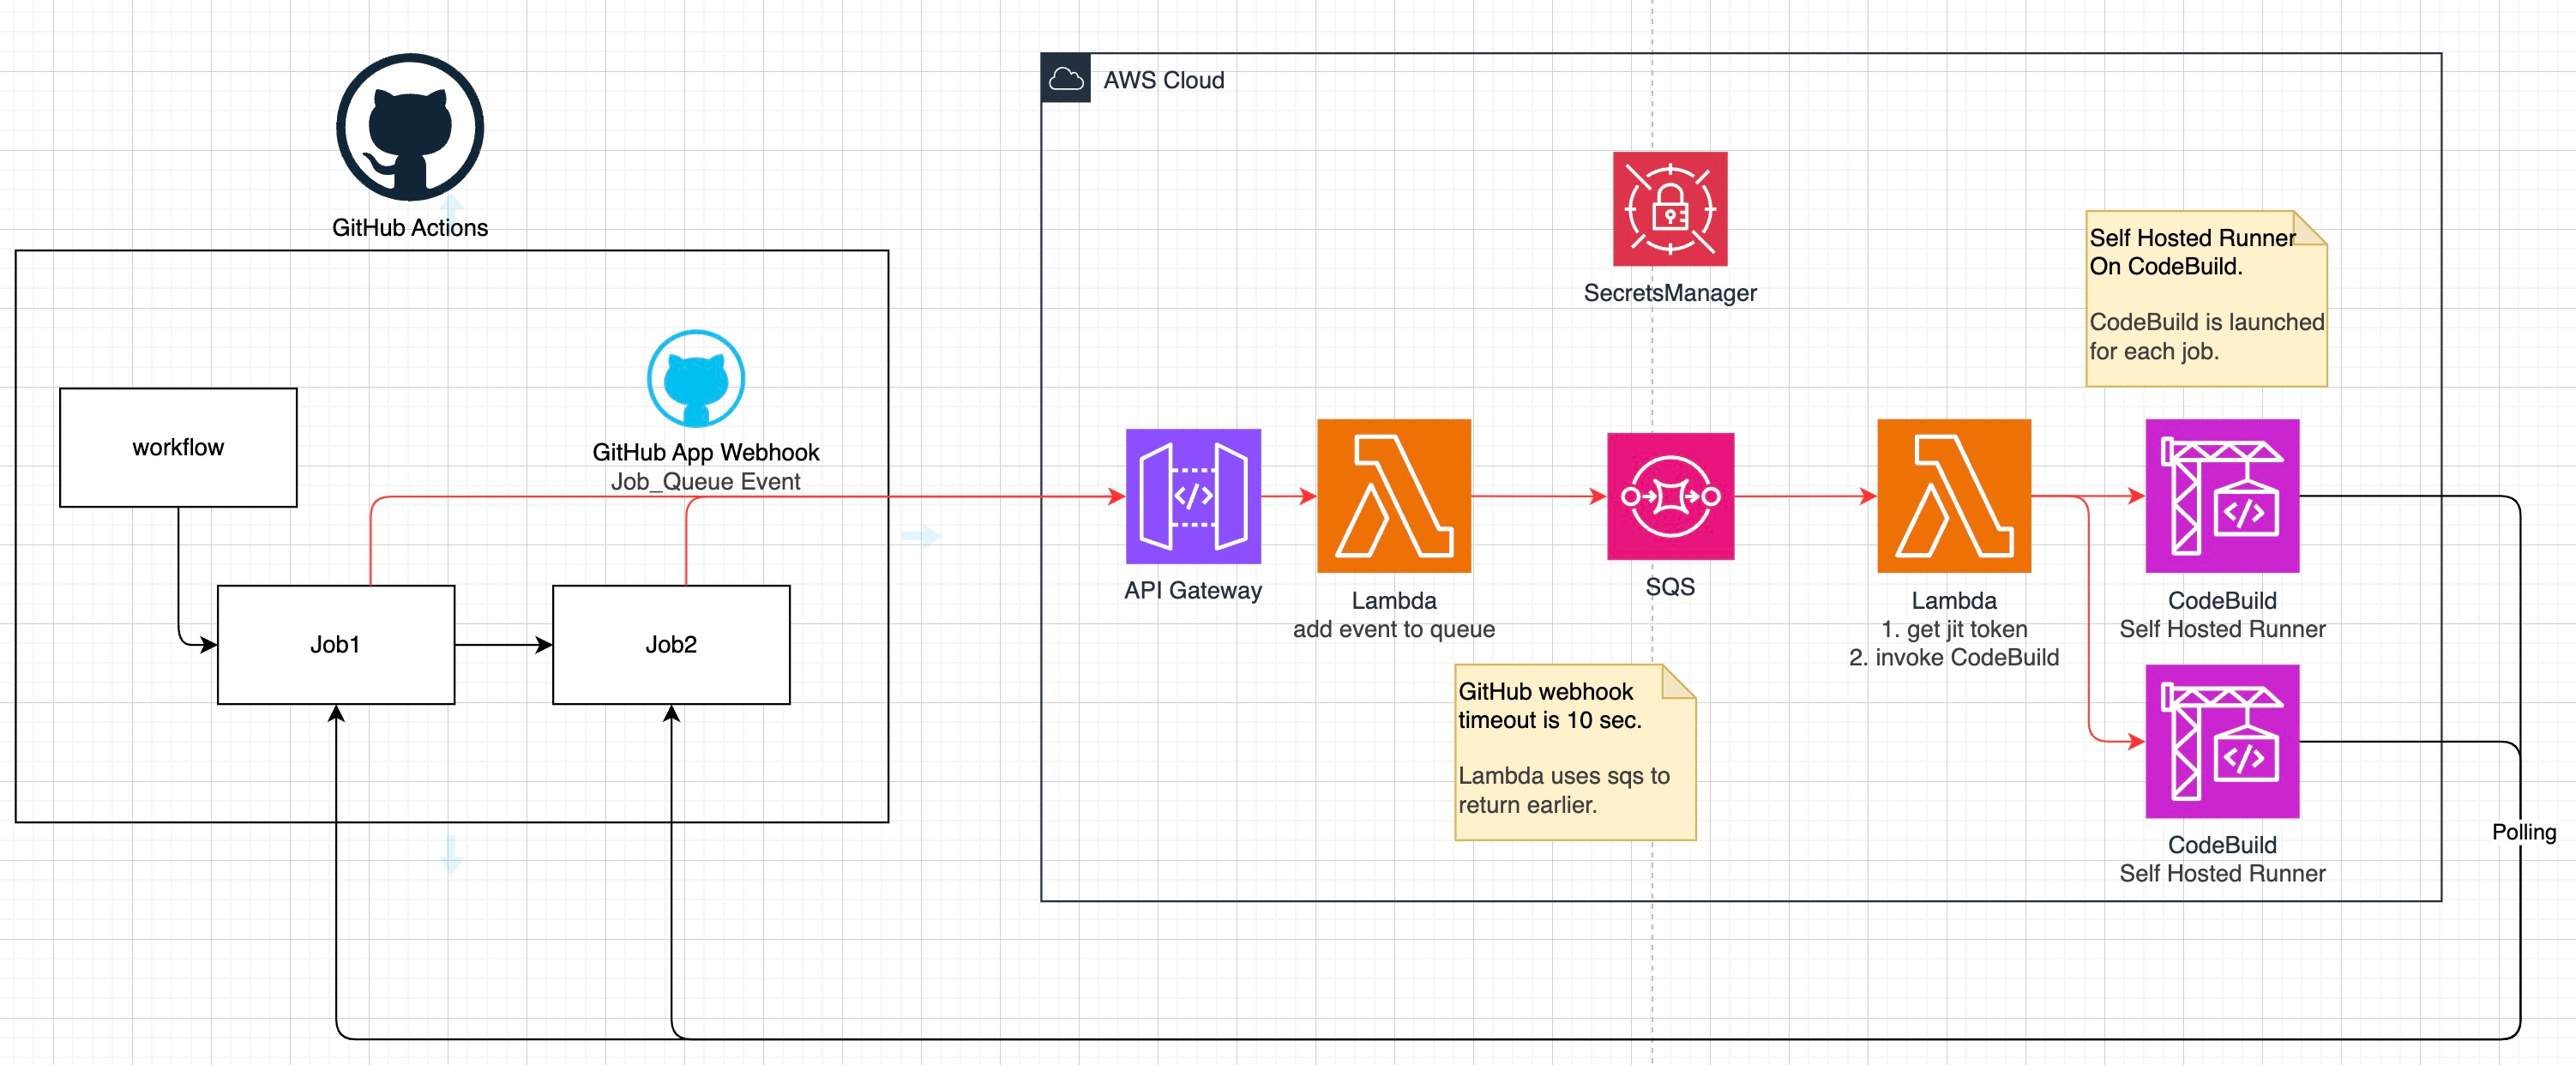 GitHub Actions
workflow
GitHub App Webhook
Job_Queue Event
Job1
Job2
AWS Cloud
SecretsManager
Self Hosted Runner
On CodeBuild.
CodeBuild is launched
for each job.
API Gateway
Lambda
add event to queue
SQS
Lambda
1. get jit token
2. invoke CodeBuild
CodeBuild
Self Hosted Runner
GitHub webhook
timeout is 10 sec.
Lambda uses sqs to
return earlier.
CodeBuild
Self Hosted Runner
Polling